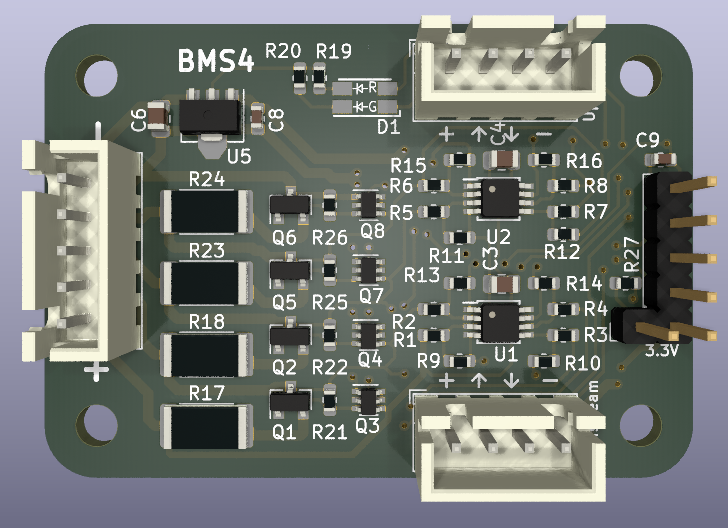 R20 R19
BMS4
R
G
D1
C6
C8
U5
+ ↑ C4 ↓ −
C9
R15
R16
R24
R6
R8
R5
R7
Q6 R26 Q8
U2
R11
R12
R23
C3
R27
R13
R14
Q5 R25 Q7
R18
R2
R4
R1
R3
U1
Q2 R22 Q4
R9
R10
3.3V
+ ↑ ↓ −
R17
Q1 R21 Q3
−
+